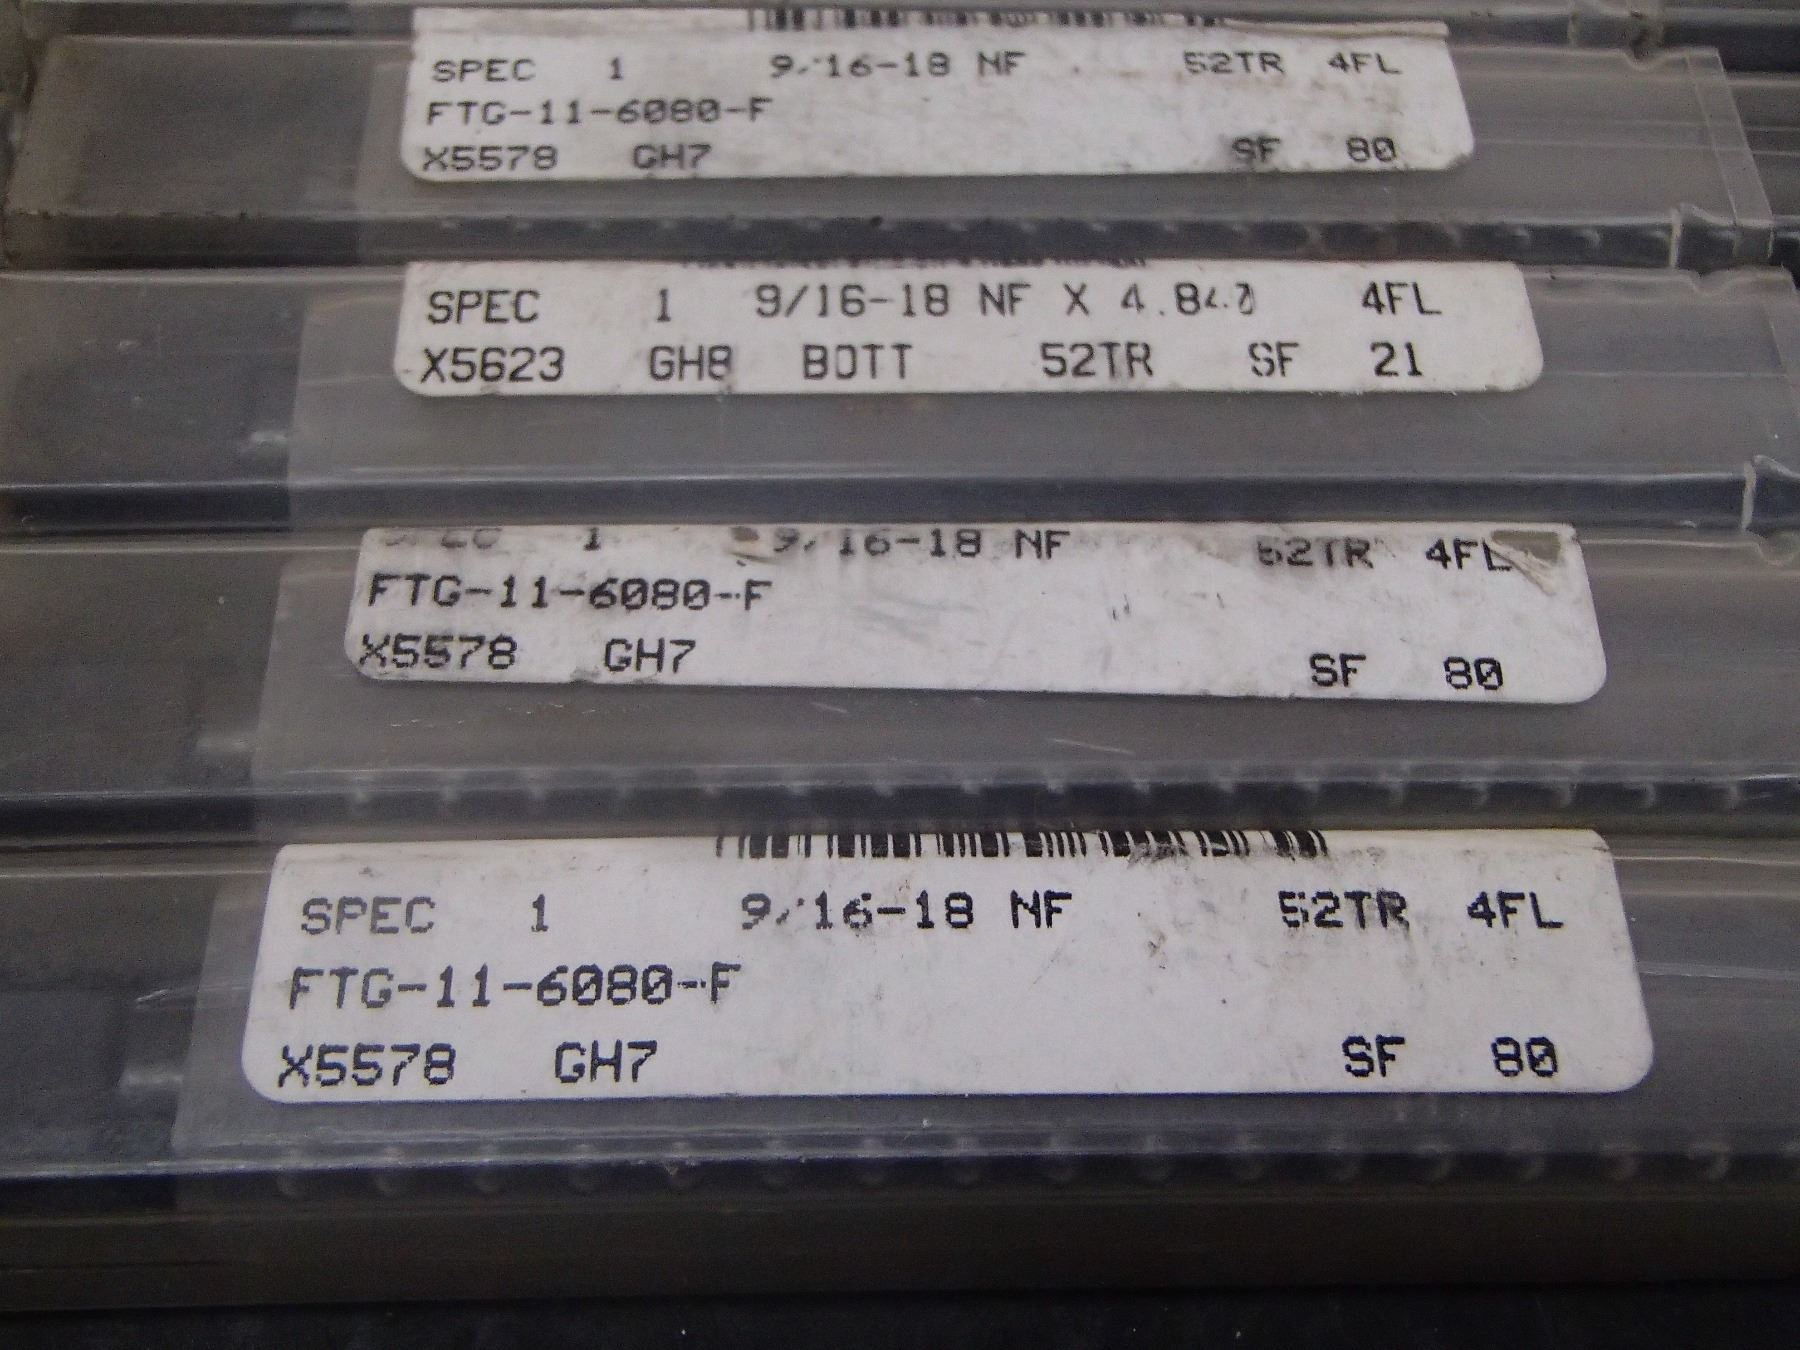 SPEC 1 9/16-18 NF 52TR 4FL
FTG-11-6080-F
X5578 GH7 SF 80
SPEC 1 9/16-18 NF X 4FL
X5623 GH8 BOTT 52TR SF 21
SPEC 1 9/16-18 NF 52TR 4FL
FTG-11-6080-F
X5578 GH7 SF 80
SPEC 1 9/16-18 NF 52TR 4FL
FTG-11-6080-F
X5578 GH7 SF 80